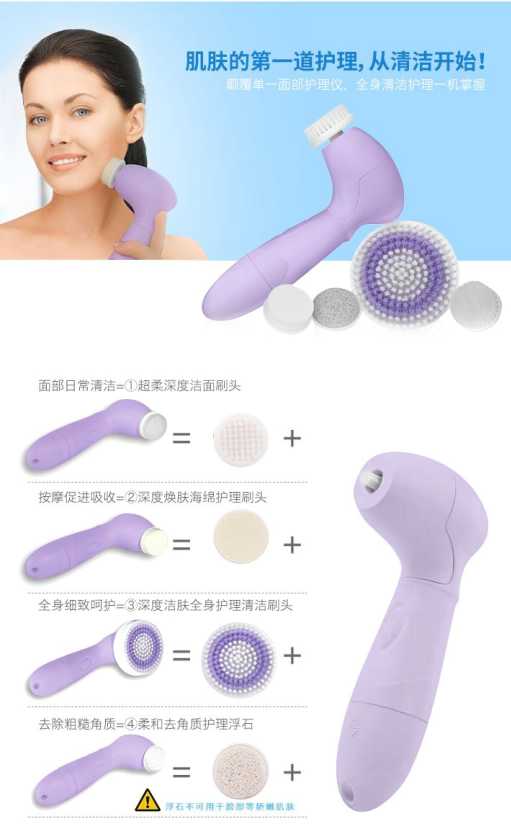 肌肤的第一道护理，从清洁开始！
颠覆单一面部护理仪，全身清洁护理一机掌握
面部日常清洁=①超柔深度洁面刷头
= +
按摩促进吸收=②深度焕肤海绵护理刷头
= +
全身细致呵护=③深度洁肤全身护理清洁刷头
= +
去除粗糙角质=④柔和去角质护理浮石
= +
浮石不可用于脸部等娇嫩肌肤